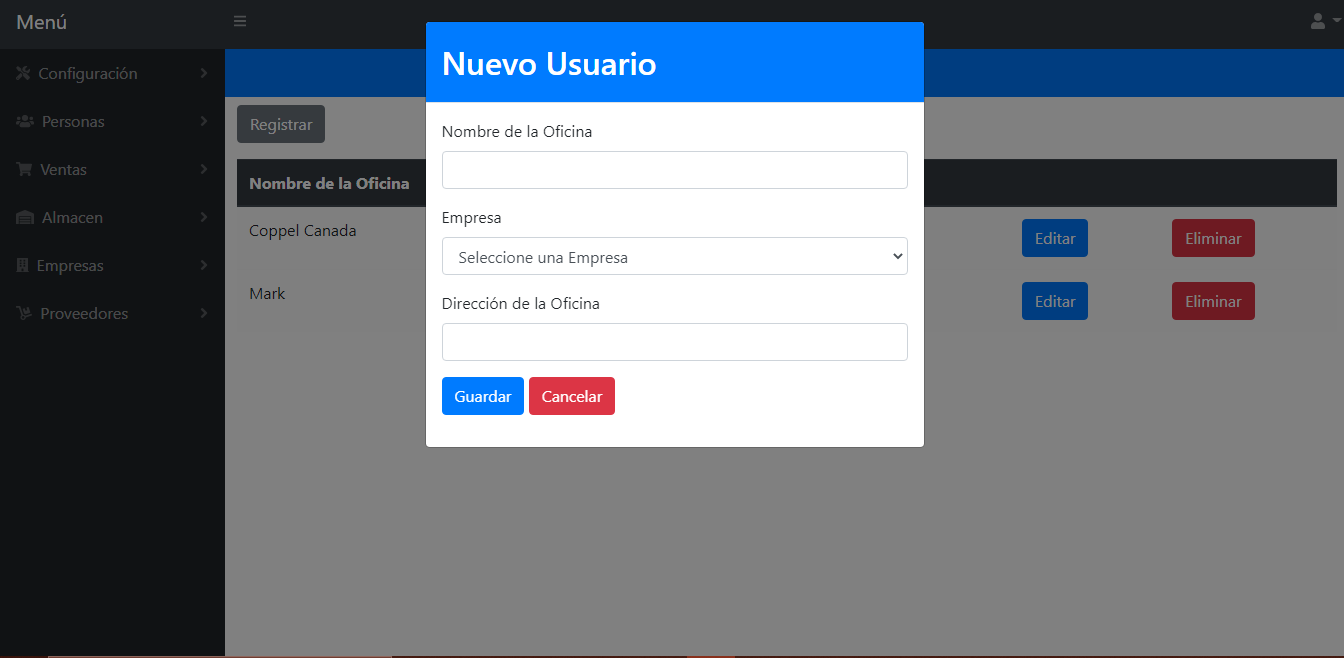 Menú
Configuración
Personas
Ventas
Almacen
Empresas
Proveedores
Registrar
Nombre de la Oficina
Coppel Canada
Editar
Eliminar
Mark
Editar
Eliminar
Nuevo Usuario
Nombre de la Oficina
Empresa
Seleccione una Empresa
Dirección de la Oficina
Guardar Cancelar